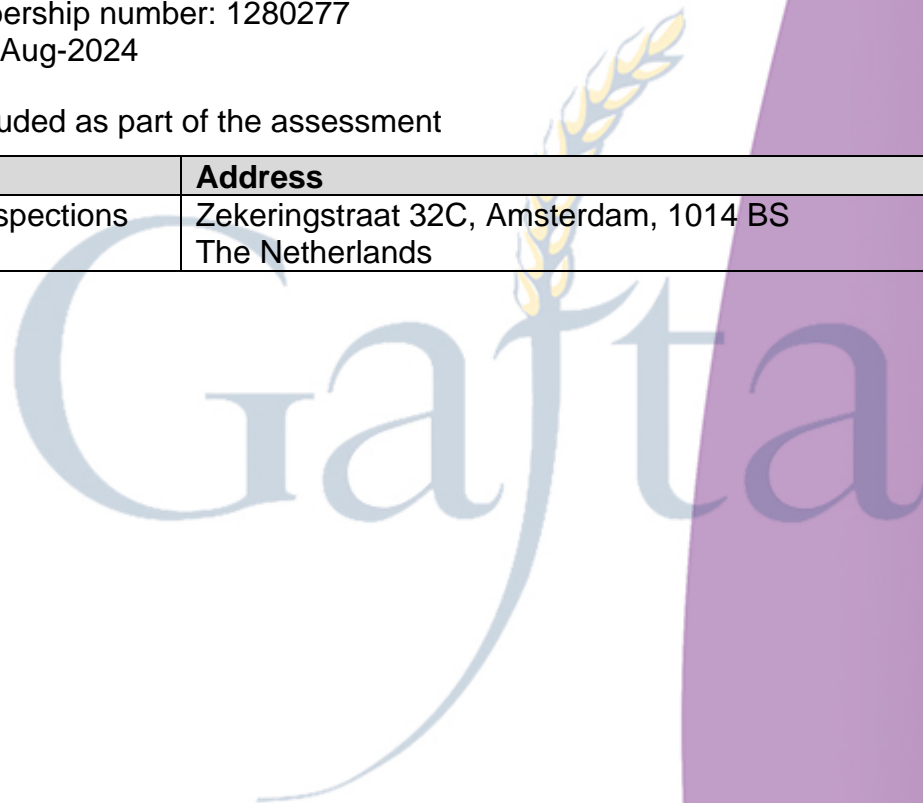 pership number: 1280277
Aug-2024
uded as part of the assessment
Address
spections Zekeringstraat 32C, Amsterdam, 1014 BS
The Netherlands
Gafta